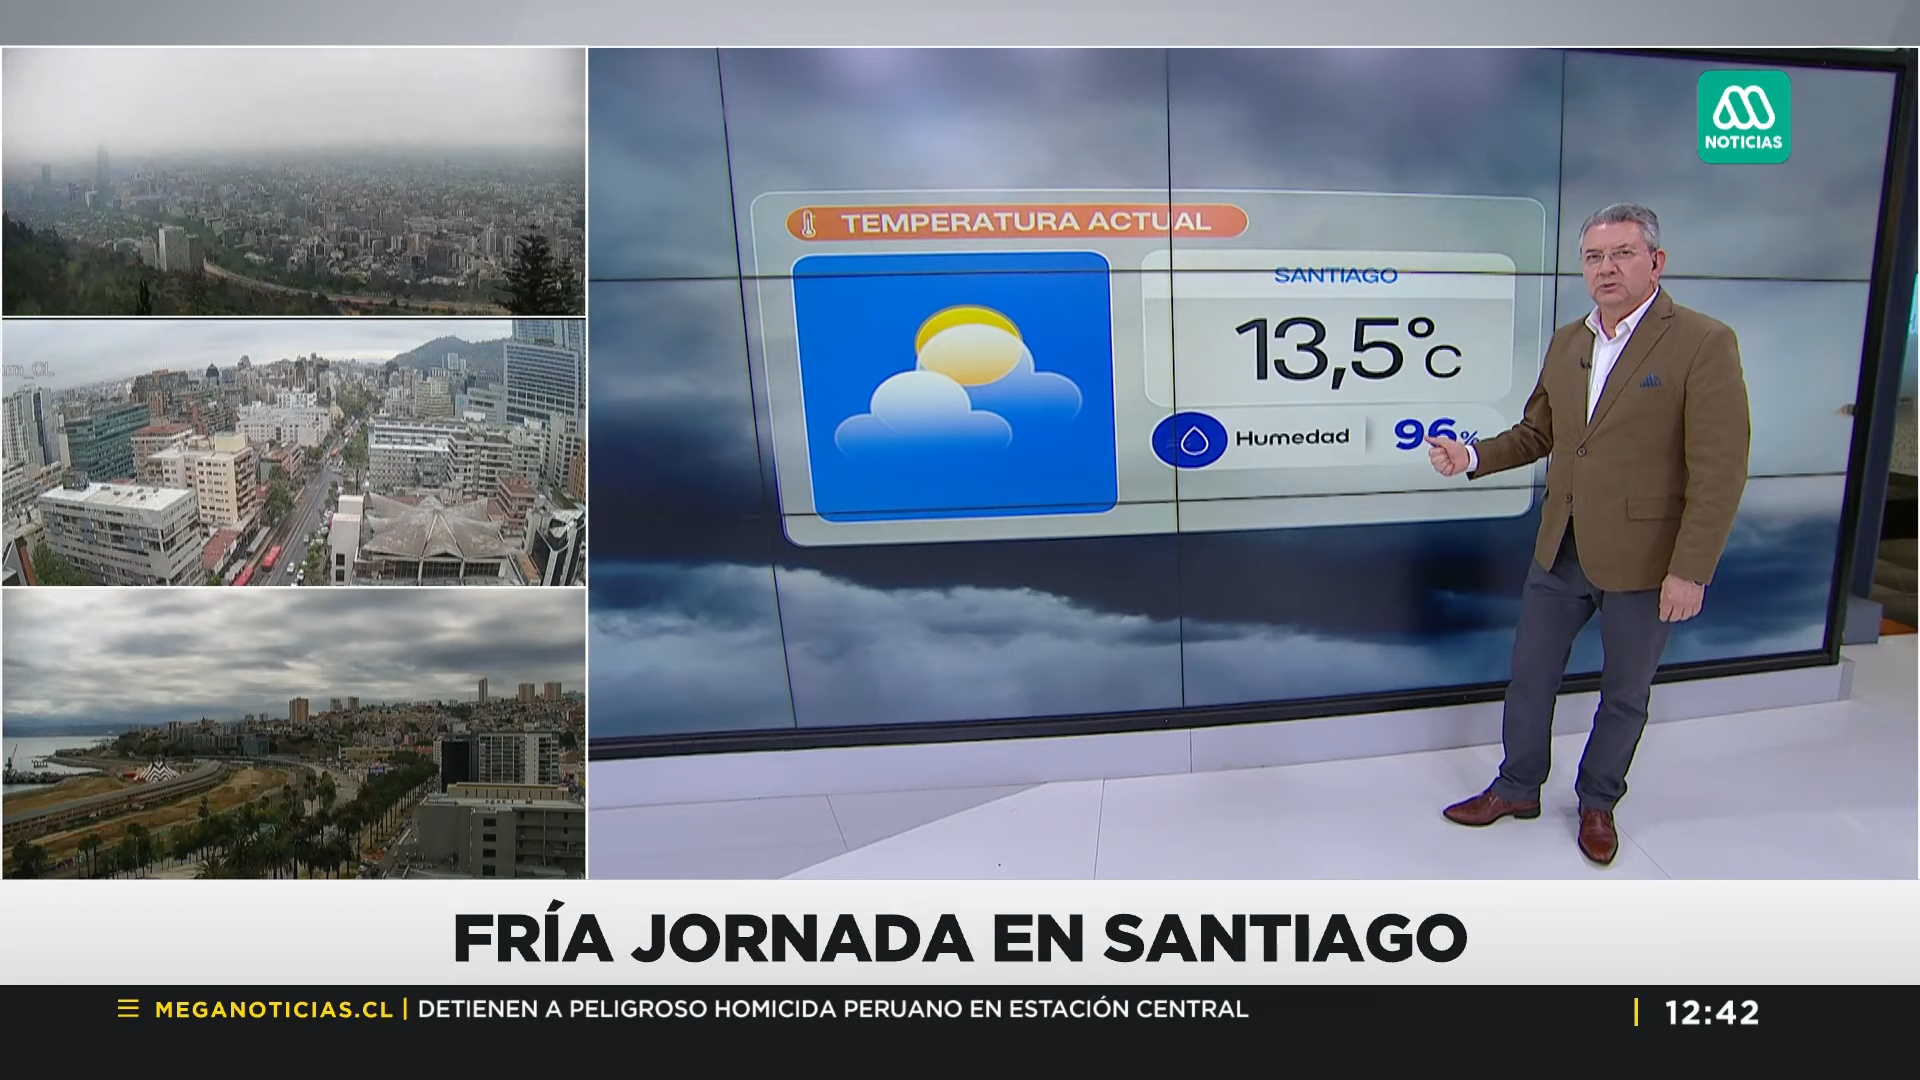 NOTICIAS
TEMPERATURA ACTUAL
SANTIAGO
13,5°C
Humedad 96%
FRÍA JORNADA EN SANTIAGO
MEGANOTICIAS.CL | DETIENEN A PELIGROSO HOMICIDA PERUANO EN ESTACIÓN CENTRAL
12:42